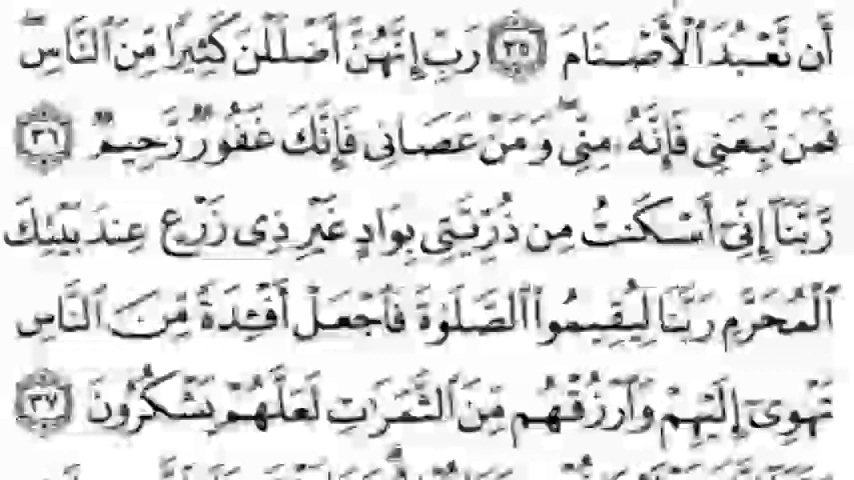 أَن نَّعْبُدَ ٱلْأَصْنَامَ ٣٥ رَبِّ إِنَّهُنَّ أَضْلَلْنَ كَثِيرًا مِّنَ ٱلنَّاسِ ۖ
فَمَن تَبِعَنِى فَإِنَّهُۥ مِنِّى ۖ وَمَنْ عَصَانِى فَإِنَّكَ غَفُورٌ رَّحِيمٌ ٣٦
رَّبَّنَآ إِنِّىٓ أَسْكَنتُ مِن ذُرِّيَّتِى بِوَادٍ غَيْرِ ذِى زَرْعٍ عِندَ بَيْتِكَ
ٱلْمُحَرَّمِ رَبَّنَا لِيُقِيمُوا۟ ٱلصَّلَوٰةَ فَٱجْعَلْ أَفْـِٔدَةً مِّنَ ٱلنَّاسِ
تَهْوِىٓ إِلَيْهِمْ وَٱرْزُقْهُم مِّنَ ٱلثَّمَرَٰتِ لَعَلَّهُمْ يَشْكُرُونَ ٣٧